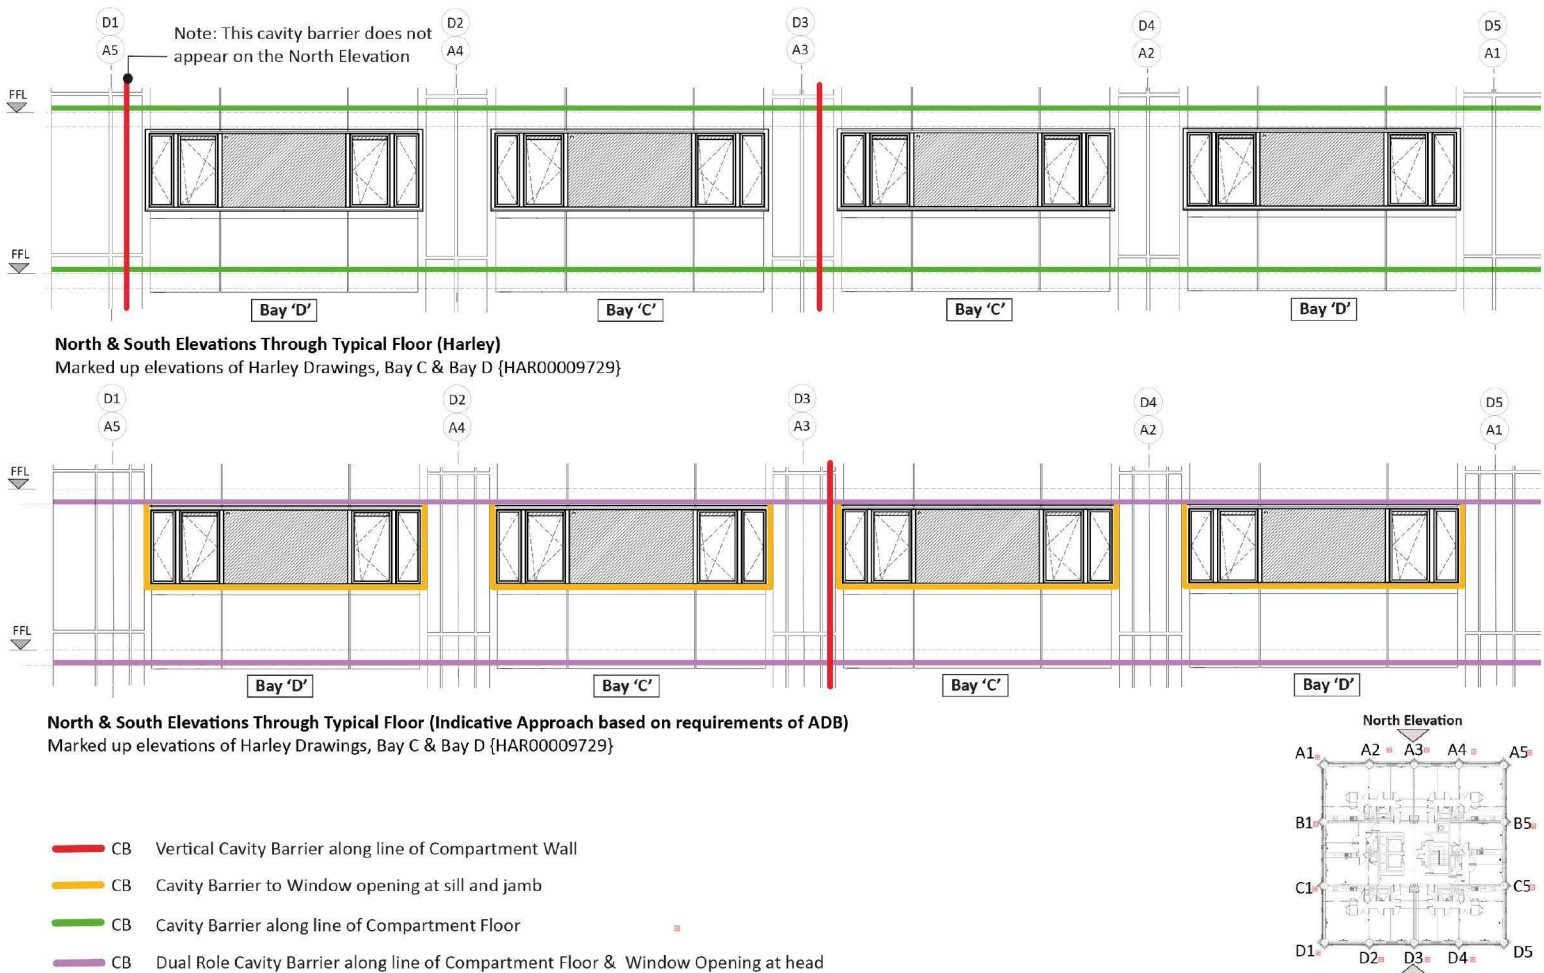 D1
A5
Note: This cavity barrier does not
appear on the North Elevation
D2
A4
D3
A3
D4
A2
D5
A1
FFL
FFL
Bay ‘D’
Bay ‘C’
Bay ‘C’
Bay ‘D’
North & South Elevations Through Typical Floor (Harley)
Marked up elevations of Harley Drawings, Bay C & Bay D {HAR00009729}
D1
A5
D2
A4
D3
A3
D4
A2
D5
A1
FFL
FFL
Bay ‘D’
Bay ‘C’
Bay ‘C’
Bay ‘D’
North & South Elevations Through Typical Floor (Indicative Approach based on requirements of ADB)
Marked up elevations of Harley Drawings, Bay C & Bay D {HAR00009729}
CB Vertical Cavity Barrier along line of Compartment Wall
CB Cavity Barrier to Window opening at sill and jamb
CB Cavity Barrier along line of Compartment Floor
CB Dual Role Cavity Barrier along line of Compartment Floor & Window Opening at head
North Elevation
A1 A2 A3 A4 A5
B1 B5
C1 C5
D1 D2 D3 D4 D5